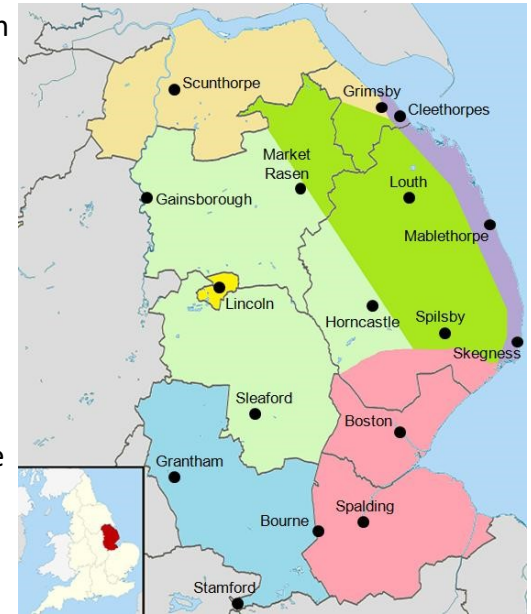 n
Scunthorpe
Grimsby
Cleethorpes
Market
Rasen
Gainsborough
Louth
Mablethorpe
Lincoln
Horncastle
Spilsby
Skegness
Sleaford
Boston
e
Grantham
Bourne
Spalding
Stamford